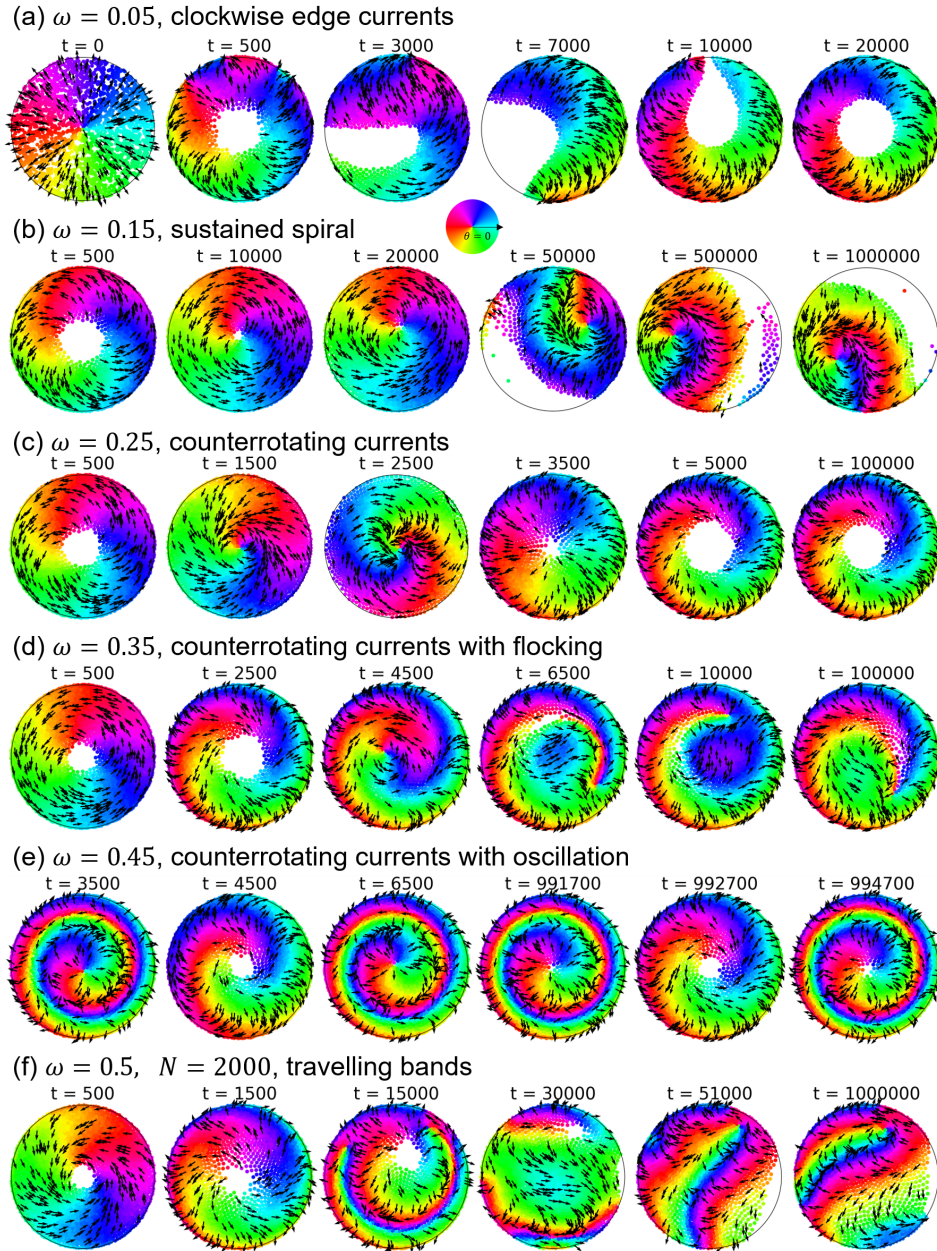 (a) ω = 0.05, clockwise edge currents
t = 0 t = 500 t = 3000 t = 7000 t = 10000 t = 20000
θ = 0
(b) ω = 0.15, sustained spiral
t = 500 t = 10000 t = 20000 t = 50000 t = 500000 t = 1000000
(c) ω = 0.25, counterrotating currents
t = 500 t = 1500 t = 2500 t = 3500 t = 5000 t = 100000
(d) ω = 0.35, counterrotating currents with flocking
t = 500 t = 2500 t = 4500 t = 6500 t = 10000 t = 100000
(e) ω = 0.45, counterrotating currents with oscillation
t = 3500 t = 4500 t = 6500 t = 991700 t = 992700 t = 994700
(f) ω = 0.5, N = 2000, travelling bands
t = 500 t = 1500 t = 15000 t = 30000 t = 51000 t = 1000000